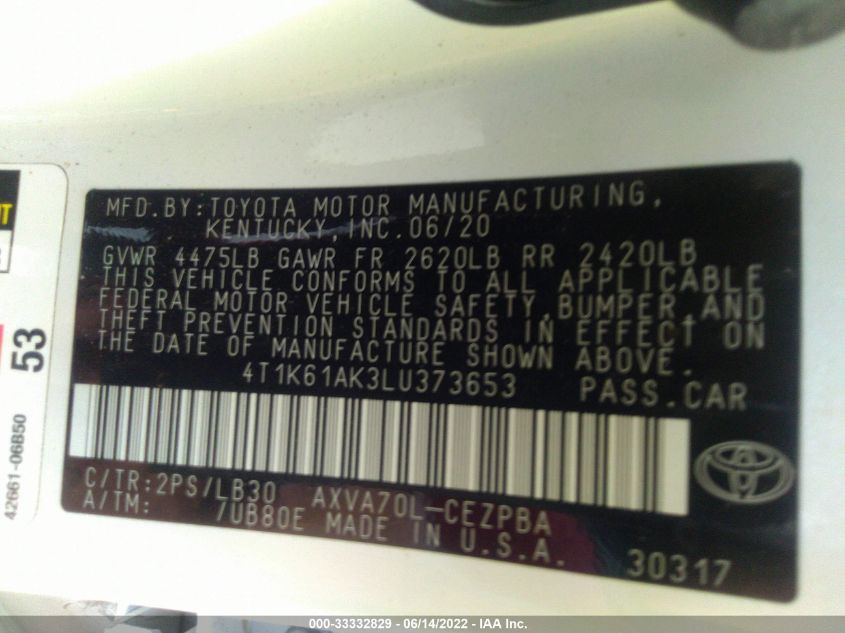 MFD.BY:TOYOTA MOTOR MANUFACTURING,
KENTUCKY,INC.06/20
GVWR 4475LB GAWR FR 2620LB RR 2420LB
THIS VEHICLE CONFORMS TO ALL APPLICABLE
FEDERAL MOTOR VEHICLE SAFETY,BUMPER,AND
THEFT PREVENTION STANDARDS IN EFFECT ON
THE DATE OF MANUFACTURE SHOWN ABOVE.
4T1K61AK3LU373653 PASS.CAR
C/TR:2PS/LB30 AXVA70L-CEZPBA
A/TM: /UB80E MADE IN U.S.A.
30317
53
42661-06B50
000-33332829 - 06/14/2022 - IAA Inc.